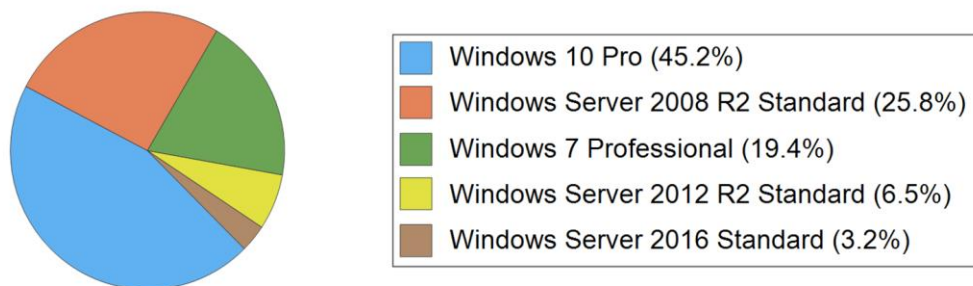 Windows 10 Pro (45.2%)
Windows Server 2008 R2 Standard (25.8%)
Windows 7 Professional (19.4%)
Windows Server 2012 R2 Standard (6.5%)
Windows Server 2016 Standard (3.2%)